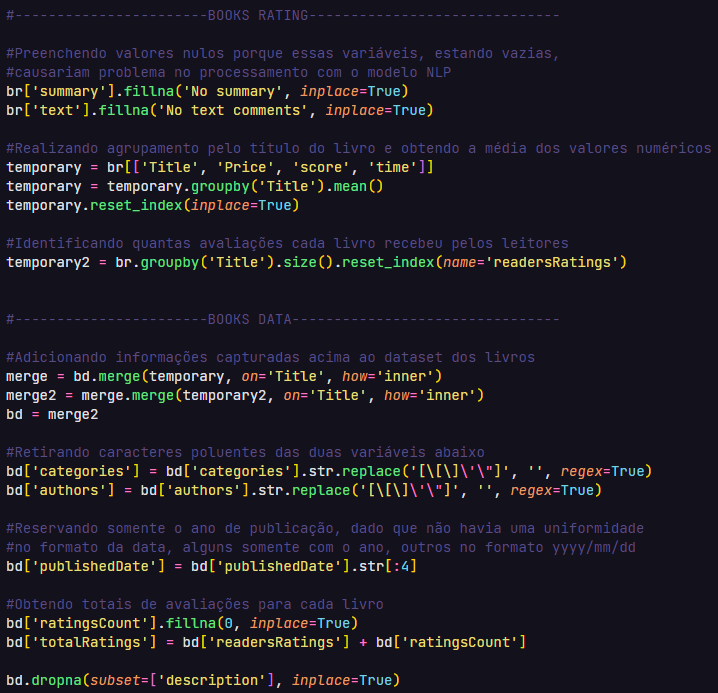 #-----------------------BOOKS RATING------------------------------
#Preenchendo valores nulos porque essas variáveis, estando vazias,
#causariam problema no processamento com o modelo NLP
br['summary'].fillna('No summary', inplace=True)
br['text'].fillna('No text comments', inplace=True)
#Realizando agrupamento pelo título do livro e obtendo a média dos valores numéricos
temporary = br[['Title', 'Price', 'score', 'time']]
temporary = temporary.groupby('Title').mean()
temporary.reset_index(inplace=True)
#Identificando quantas avaliações cada livro recebeu pelos leitores
temporary2 = br.groupby('Title').size().reset_index(name='readersRatings')
#-----------------------BOOKS DATA--------------------------------
#Adicionando informações capturadas acima ao dataset dos livros
merge = bd.merge(temporary, on='Title', how='inner')
merge2 = merge.merge(temporary2, on='Title', how='inner')
bd = merge2
#Retirando caracteres poluentes das duas variáveis abaixo
bd['categories'] = bd['categories'].str.replace('[\[\]\'\"]', '', regex=True)
bd['authors'] = bd['authors'].str.replace('[\[\]\'\"]', '', regex=True)
#Reservando somente o ano de publicação, dado que não havia uma uniformidade
#no formato da data, alguns somente com o ano, outros no formato yyyy/mm/dd
bd['publishedDate'] = bd['publishedDate'].str[:4]
#Obtendo totais de avaliações para cada livro
bd['ratingsCount'].fillna(0, inplace=True)
bd['totalRatings'] = bd['readersRatings'] + bd['ratingsCount']
bd.dropna(subset=['description'], inplace=True)